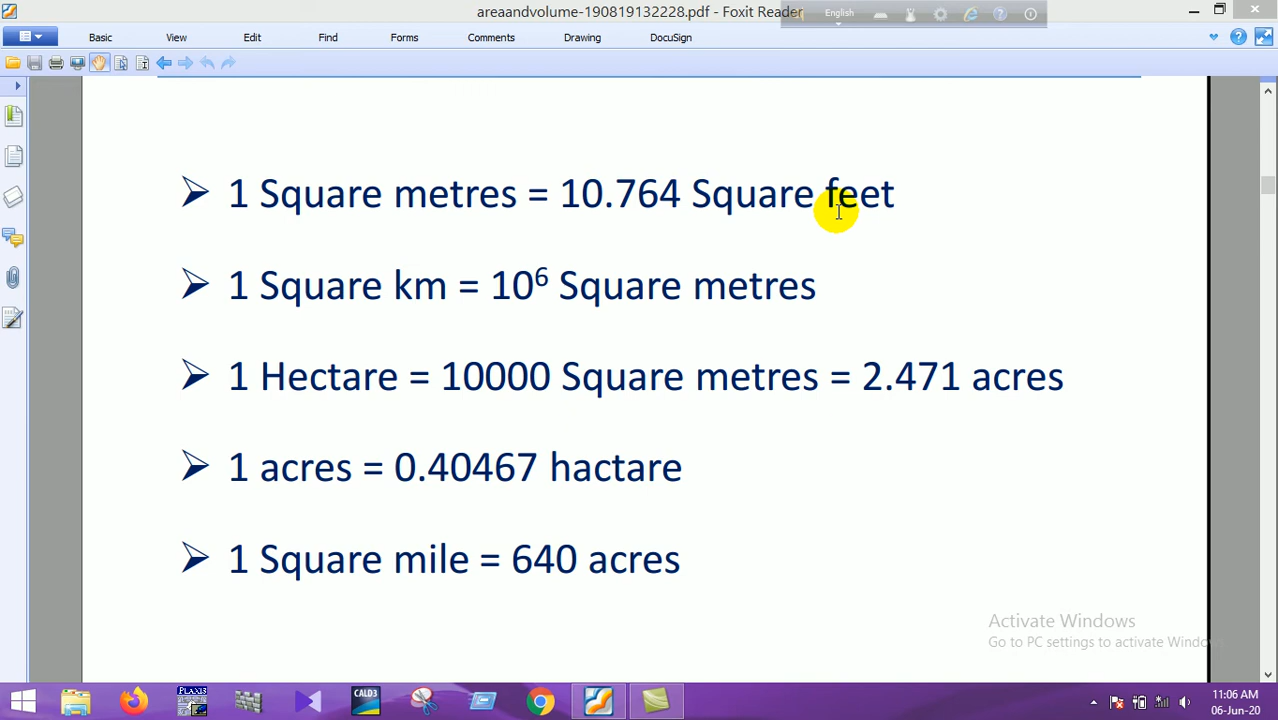 areaandvolume-190819132228.pdf - Foxit Reader
English
Basic View Edit Find Forms Comments Drawing DocuSign
➢ 1 Square metres = 10.764 Square feet
➢ 1 Square km = 10⁶ Square metres
➢ 1 Hectare = 10000 Square metres = 2.471 acres
➢ 1 acres = 0.40467 hactare
➢ 1 Square mile = 640 acres
Activate Windows
Go to PC settings to activate Windows
PLAXIS
CALD3
11:06 AM
06-Jun-20